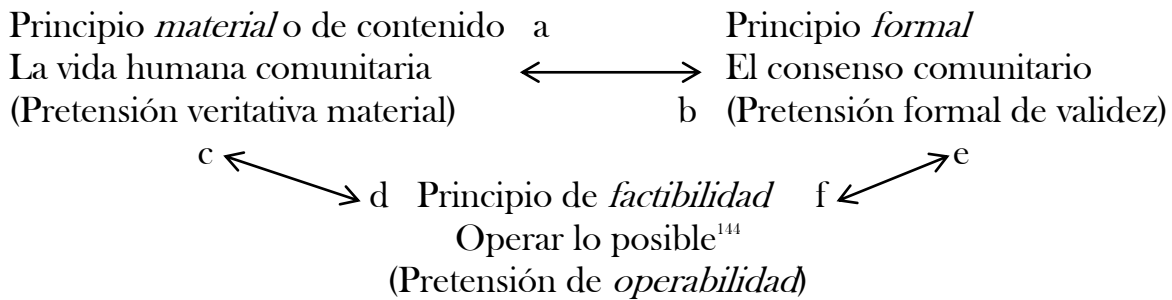 Principio material o de contenido a Principio formal
La vida humana comunitaria El consenso comunitario
(Pretensión veritativa material) b (Pretensión formal de validez)
c e
d Principio de factibilidad f
Operar lo posible144
(Pretensión de operabilidad)